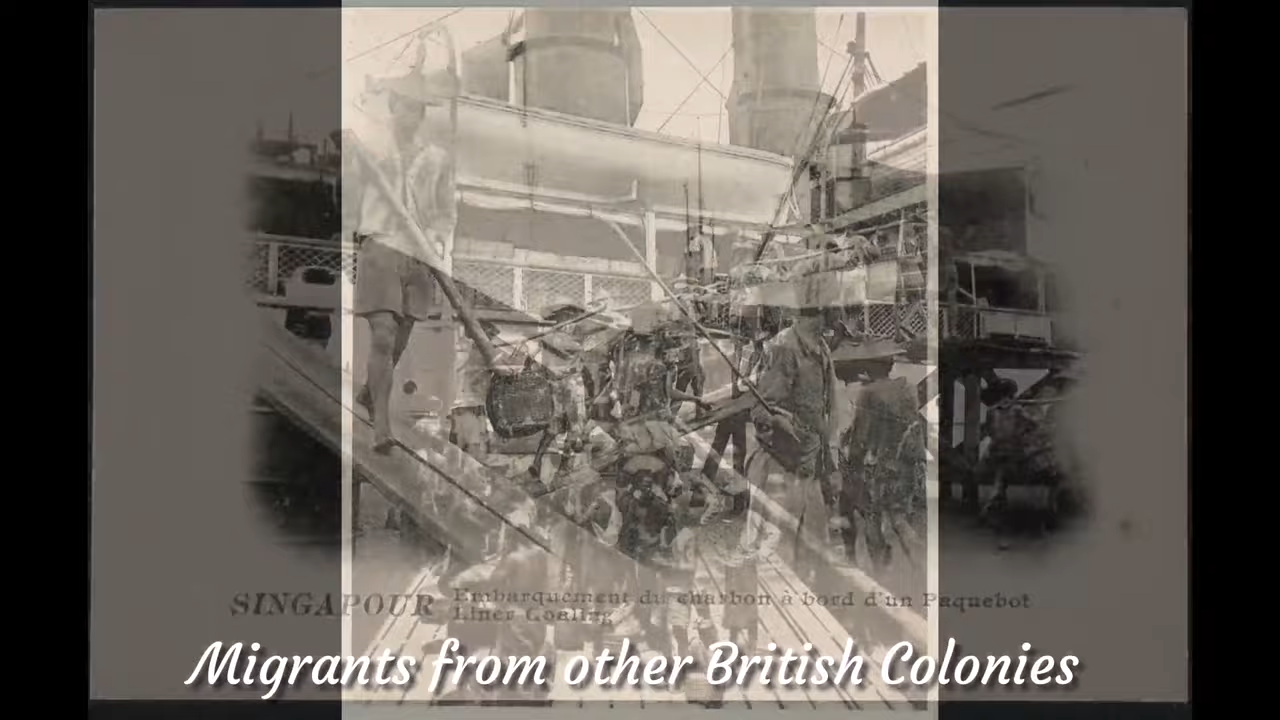 SINGAPOUR
Embarquement du charbon à bord d'un Paquebot
Liner Coaling
Migrants from other British Colonies